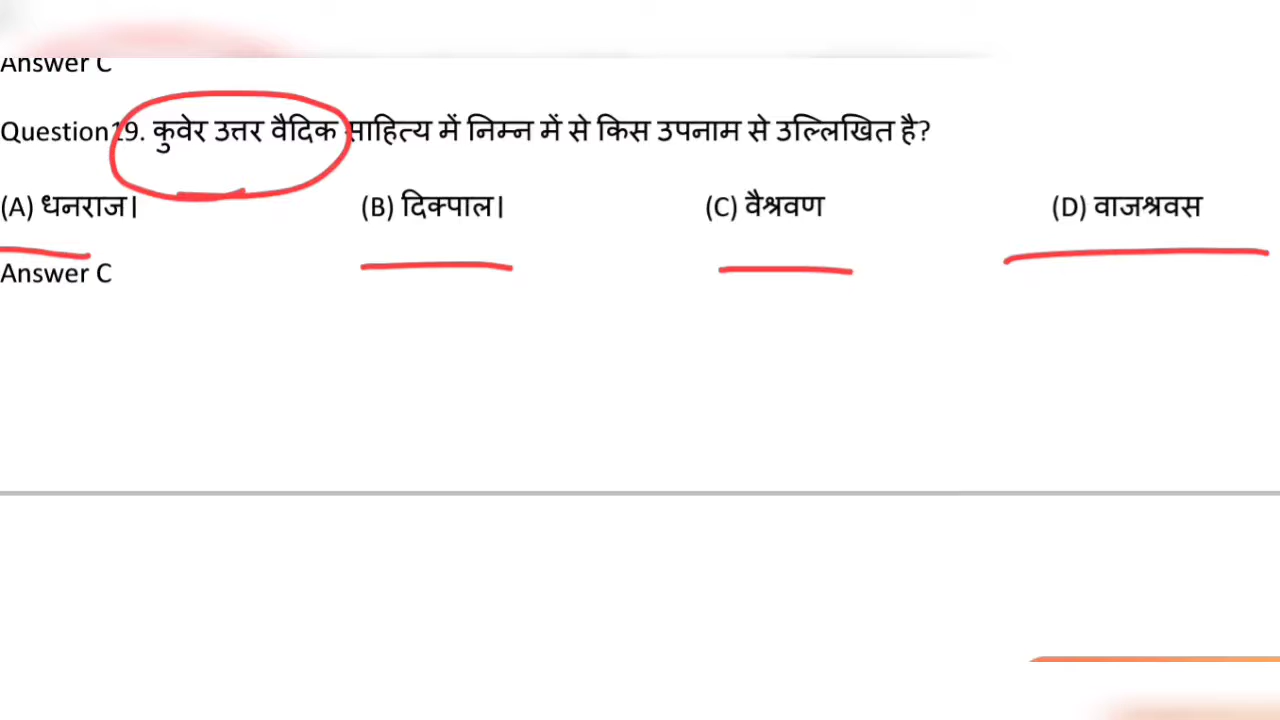 Answer C
Question19. कुवेर उत्तर वैदिक साहित्य में निम्न में से किस उपनाम से उल्लिखित है?
(A) धनराज। (B) दिक्पाल। (C) वैश्रवण (D) वाजश्रवस
Answer C